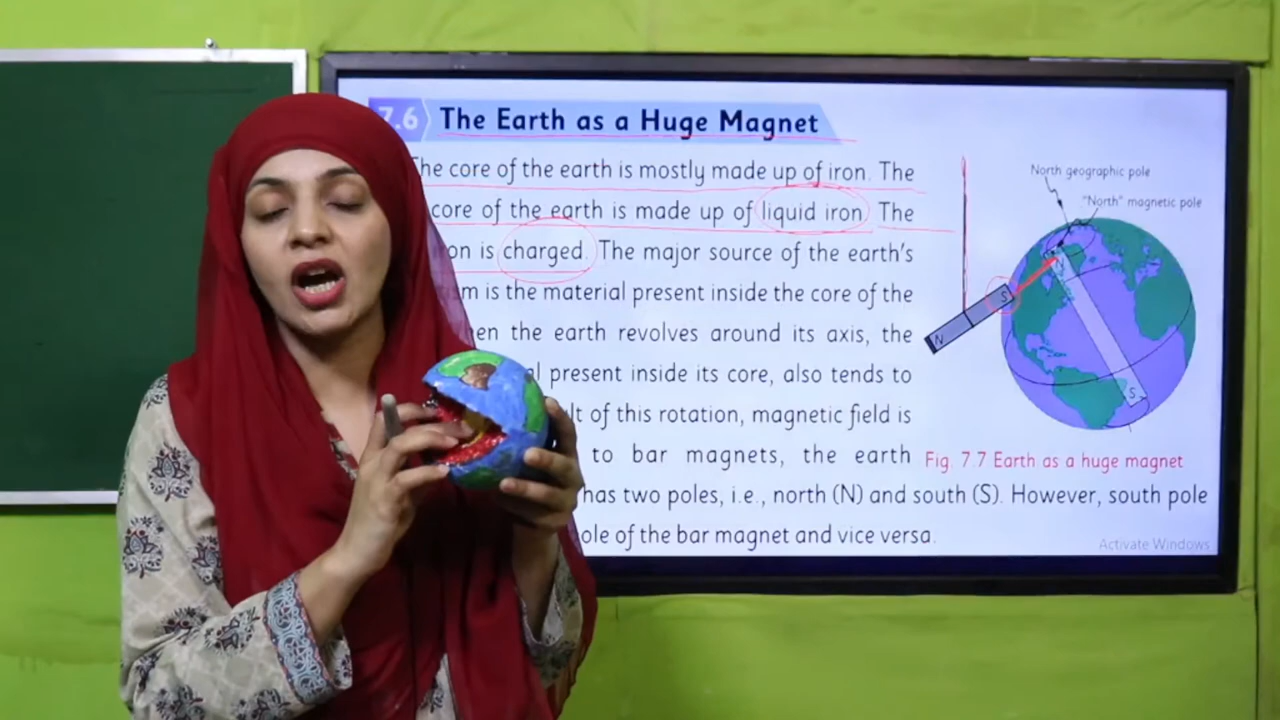 7.6 The Earth as a Huge Magnet
The core of the earth is mostly made up of iron. The
core of the earth is made up of liquid iron. The
is charged. The major source of the earth's
is the material present inside the core of the
the earth revolves around its axis, the
present inside its core, also tends to
of this rotation, magnetic field is
to bar magnets, the earth
has two poles, i.e., north (N) and south (S). However, south pole
of the bar magnet and vice versa.
North geographic pole
"North" magnetic pole
N
S
N
S
Fig. 7.7 Earth as a huge magnet
Activate Windows